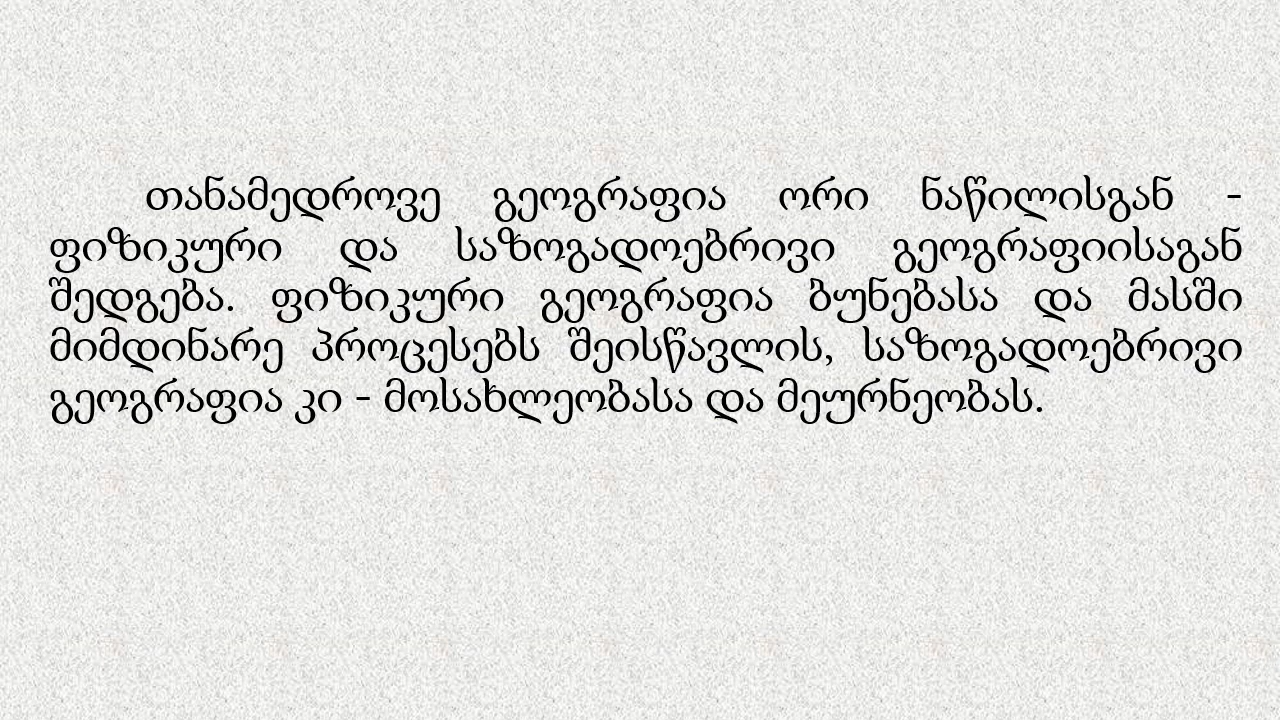 თანამედროვე გეოგრაფია ორი ნაწილისგან -
ფიზიკური და საზოგადოებრივი გეოგრაფიისაგან
შედგება. ფიზიკური გეოგრაფია ბუნებასა და მასში
მიმდინარე პროცესებს შეისწავლის, საზოგადოებრივი
გეოგრაფია კი - მოსახლეობასა და მეურნეობას.